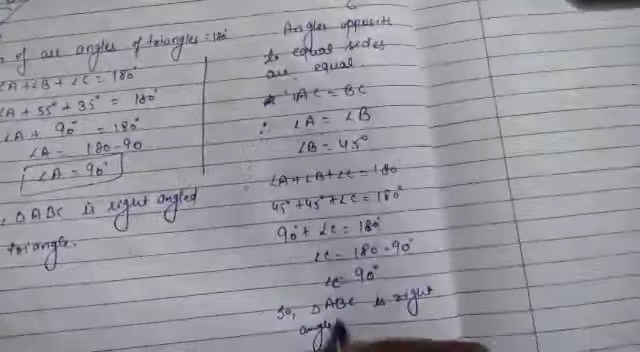 of all angles of triangles = 180°
∠A + ∠B + ∠C = 180°
∠A + 55° + 35° = 180°
∠A + 90° = 180°
∠A = 180 - 90
∠A = 90°
, △ABC is right angled
triangle.
Angles opposite
to equal sides
are equal
AC = BC
∴ ∠A = ∠B
∠B = 45°
∠A + ∠B + ∠C = 180
45° + 45° + ∠C = 180°
90° + ∠C = 180°
∠C = 180 - 90°
∠C = 90°
So, △ABC is right
angle